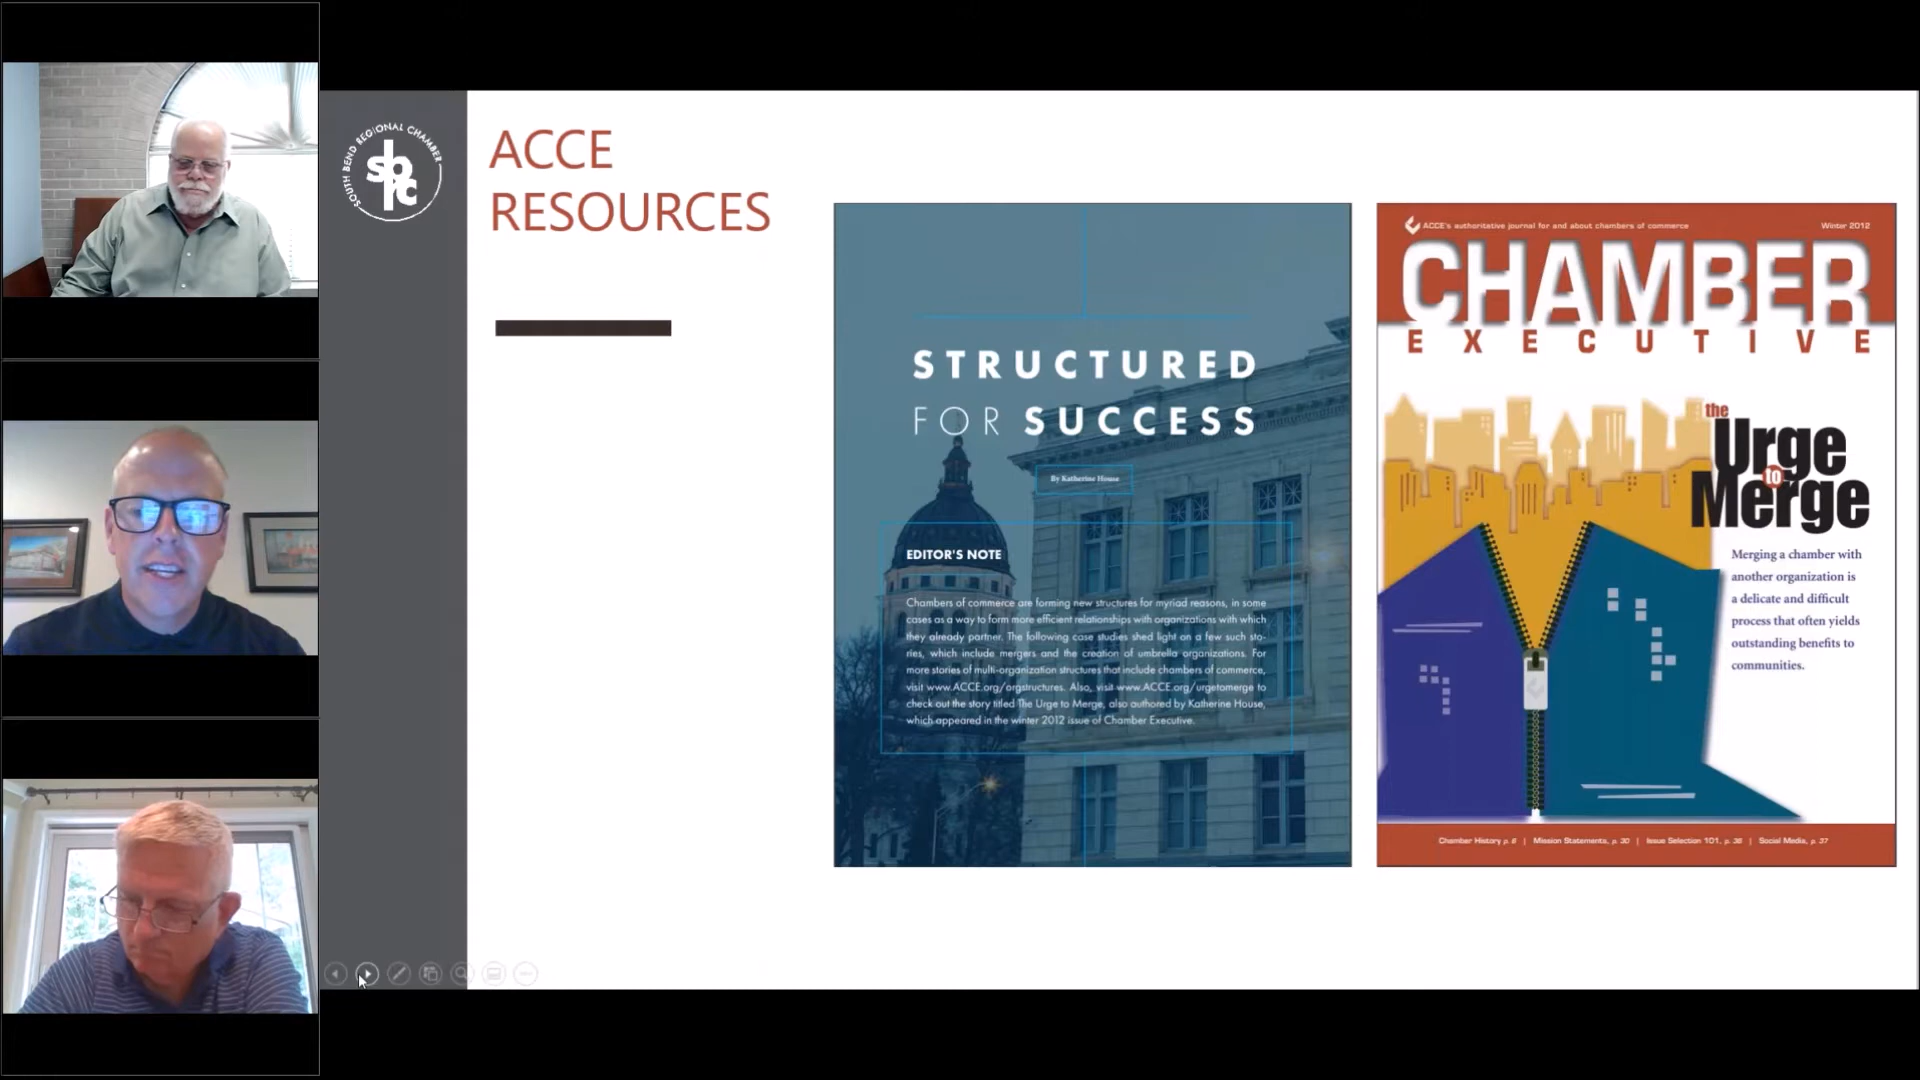 SOUTH BEND REGIONAL CHAMBER
sb
rc
ACCE
RESOURCES
STRUCTURED
FOR SUCCESS
By Katherine House
EDITOR'S NOTE
Chambers of commerce are forming new structures for myriad reasons, in some
cases as a way to form more efficient relationships with organizations with which
they already partner. The following case studies shed light on a few such sto-
ries, which include mergers and the creation of umbrella organizations. For
more stories of multi-organization structures that include chambers of commerce,
visit www.ACCE.org/orgstructures. Also, visit www.ACCE.org/urgetomerge to
check out the story titled The Urge to Merge, also authored by Katherine House,
which appeared in the winter 2012 issue of Chamber Executive.
ACCE's authoritative journal for and about chambers of commerce
Winter 2012
CHAMBER
EXECUTIVE
the
Urge
to
Merge
Merging a chamber with
another organization is
a delicate and difficult
process that often yields
outstanding benefits to
communities.
Chamber History p. 6 | Mission Statements, p. 30 | Issue Selection 101, p. 36 | Social Media, p. 37